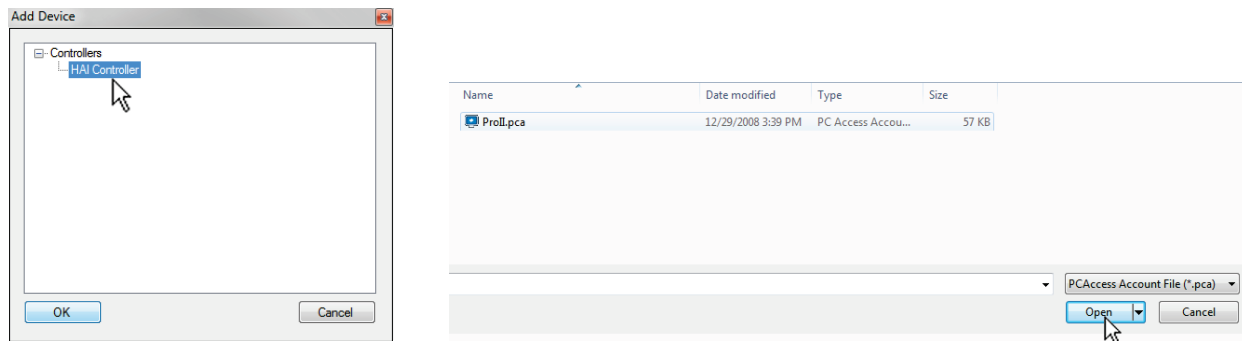 Add Device
Controllers
HAI Controller
OK Cancel
Name Date modified Type Size
ProII.pca 12/29/2008 3:39 PM PC Access Accou... 57 KB
PCAccess Account File (*.pca)
Open Cancel